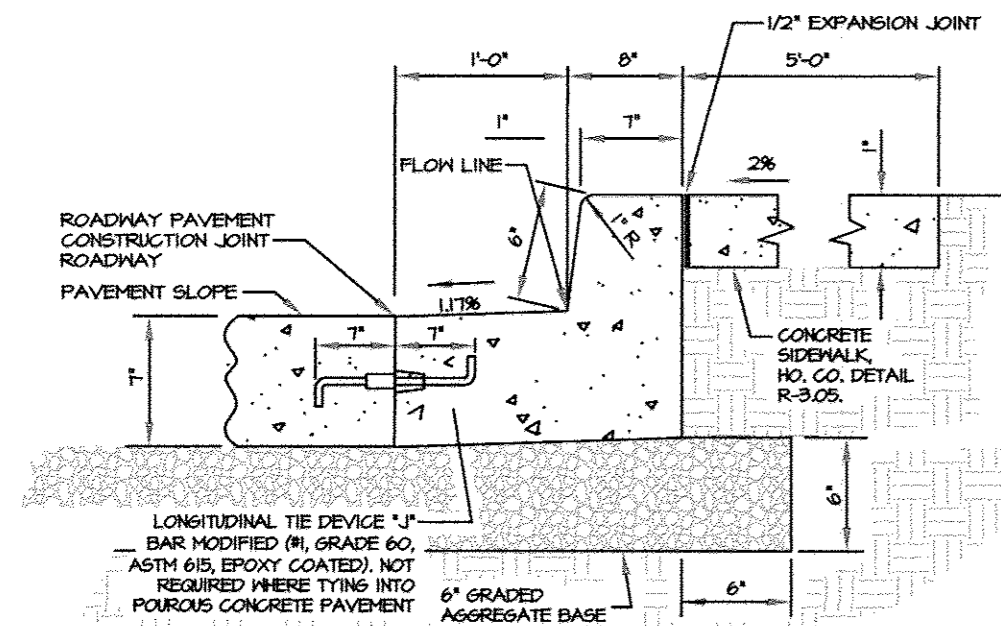 1/2" EXPANSION JOINT
1'-0"
8"
5'-0"
1"
7"
2%
1"
FLOW LINE
6"
1" R
ROADWAY PAVEMENT
CONSTRUCTION JOINT
ROADWAY
PAVEMENT SLOPE
1.17%
7"
7"
7"
CONCRETE
SIDEWALK,
HO. CO. DETAIL
R-3.05.
6"
LONGITUDINAL TIE DEVICE "J"
BAR MODIFIED (#1, GRADE 60,
ASTM 615, EPOXY COATED). NOT
REQUIRED WHERE TYING INTO
POUROUS CONCRETE PAVEMENT
6" GRADED
AGGREGATE BASE
6"